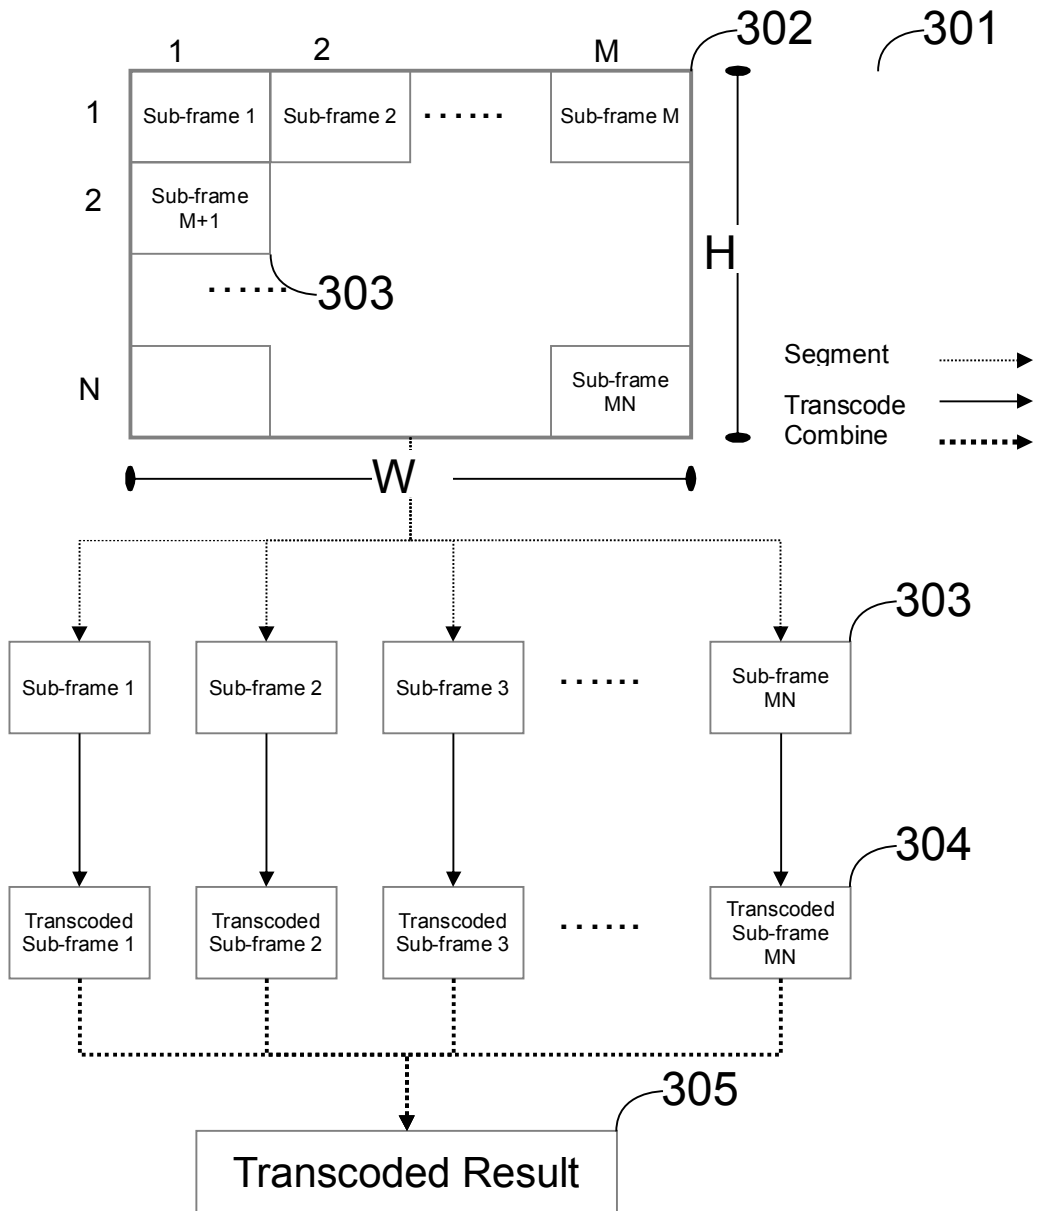 302
301
1
2
M
1
Sub-frame 1
Sub-frame 2
......
Sub-frame M
2
Sub-frame
M+1
H
......
303
N
Sub-frame
MN
Segment
Transcode
Combine
W
303
Sub-frame 1
Sub-frame 2
Sub-frame 3
......
Sub-frame
MN
304
Transcoded
Sub-frame 1
Transcoded
Sub-frame 2
Transcoded
Sub-frame 3
......
Transcoded
Sub-frame
MN
305
Transcoded Result